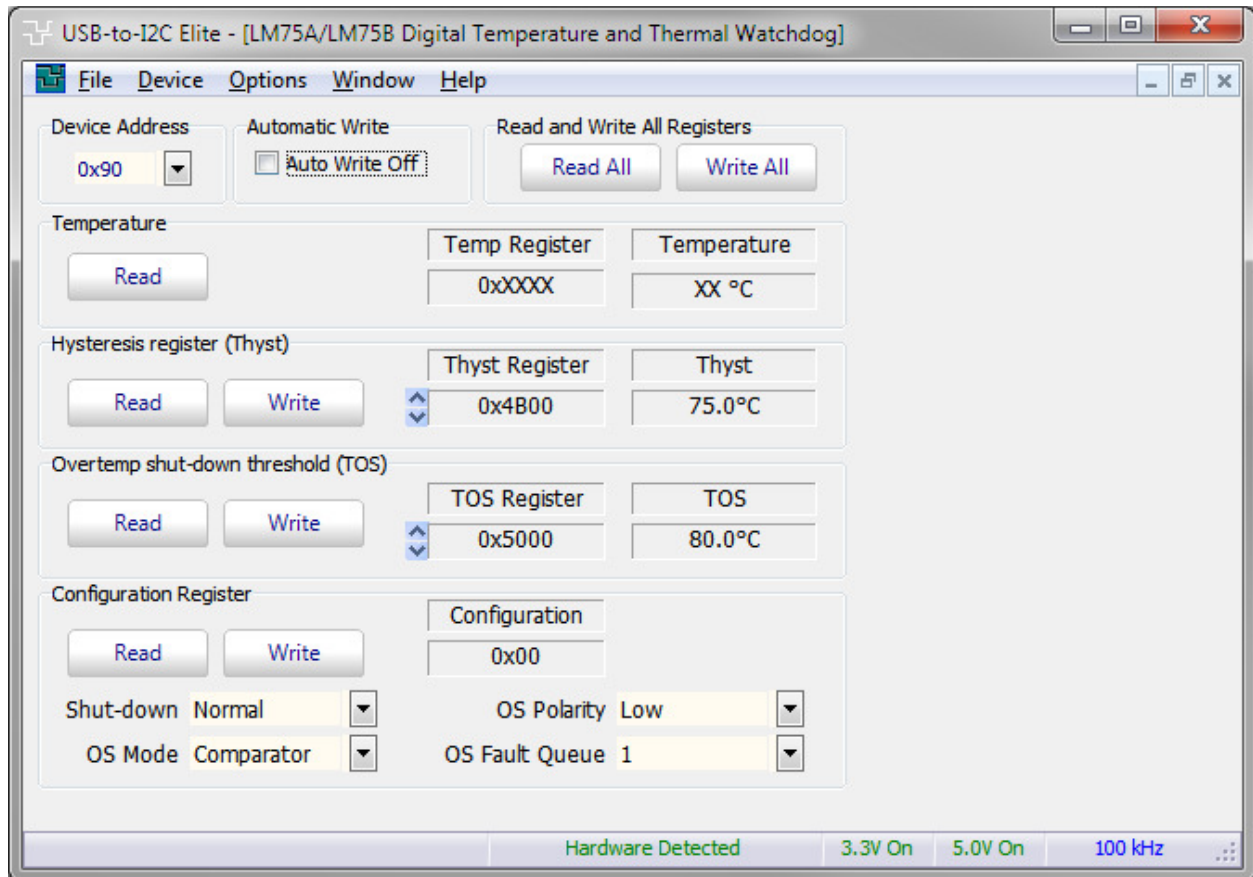 USB-to-I2C Elite - [LM75A/LM75B Digital Temperature and Thermal Watchdog]
File Device Options Window Help
Device Address Automatic Write Read and Write All Registers
0x90 Auto Write Off Read All Write All
Temperature
Temp Register Temperature
Read 0xXXXX XX °C
Hysteresis register (Thyst)
Thyst Register Thyst
Read Write 0x4B00 75.0°C
Overtemp shut-down threshold (TOS)
TOS Register TOS
Read Write 0x5000 80.0°C
Configuration Register
Configuration
Read Write 0x00
Shut-down Normal OS Polarity Low
OS Mode Comparator OS Fault Queue 1
Hardware Detected 3.3V On 5.0V On 100 kHz